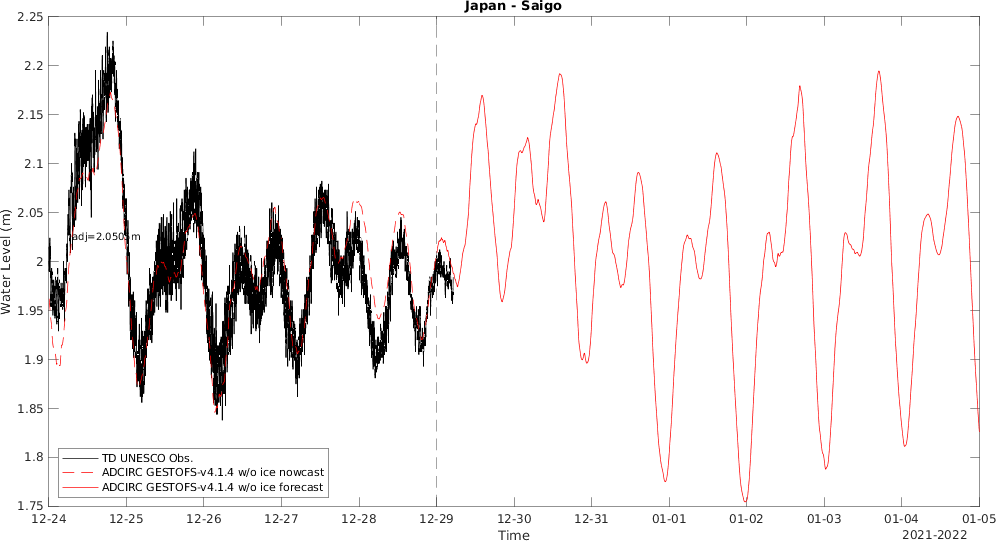 Japan - Saigo
2.25
2.2
2.15
2.1
2.05
2
1.95
1.9
1.85
1.8
1.75
Water Level (m)
TD UNESCO Obs.
ADCIRC GESTOFS-v4.1.4 w/o ice nowcast
ADCIRC GESTOFS-v4.1.4 w/o ice forecast
12-24 12-25 12-26 12-27 12-28 12-29 12-30 12-31 01-01 01-02 01-03 01-04 01-05
Time
2021-2022